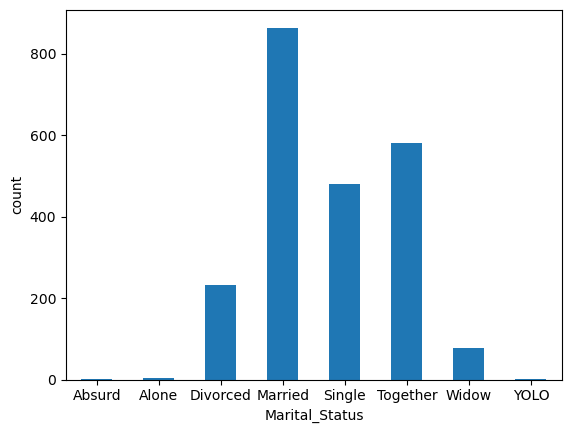 800
600
400
200
0
count
Absurd Alone Divorced Married Single Together Widow YOLO
Marital_Status